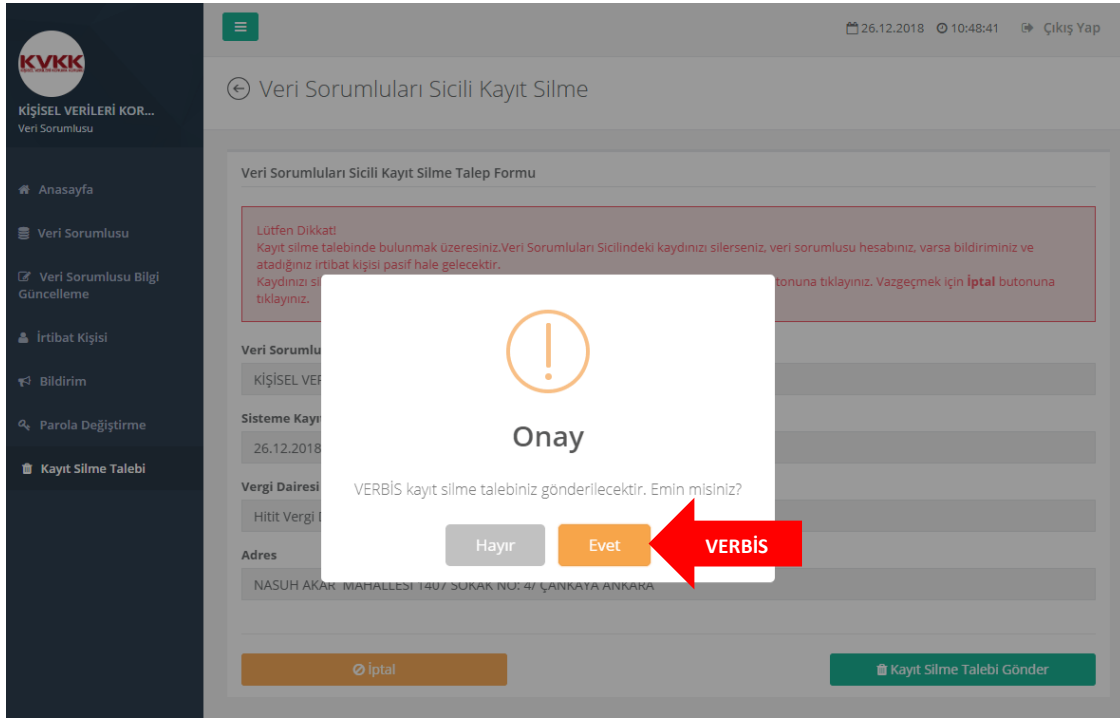 KVKK
KİŞİSEL VERİLERİ KOR...
Veri Sorumlusu
Anasayfa
Veri Sorumlusu
Veri Sorumlusu Bilgi
Güncelleme
İrtibat Kişisi
Bildirim
Parola Değiştirme
Kayıt Silme Talebi
26.12.2018 10:48:41 Çıkış Yap
Veri Sorumluları Sicili Kayıt Silme
Veri Sorumluları Sicili Kayıt Silme Talep Formu
Lütfen Dikkat!
Kayıt silme talebinde bulunmak üzeresiniz.Veri Sorumluları Sicilindeki kaydınızı silerseniz, veri sorumlusu hesabınız, varsa bildiriminiz ve
atadığınız irtibat kişisi pasif hale gelecektir.
Kaydınızı si tonuna tıklayınız. Vazgeçmek için İptal butonuna
tıklayınız.
Veri Sorumlu
KİŞİSEL VER
Sisteme Kayı
26.12.2018
Vergi Dairesi
Hitit Vergi D
Adres
NASUH AKAR MAHALLESİ 1407 SOKAK NO: 4/ ÇANKAYA ANKARA
Onay
VERBİS kayıt silme talebiniz gönderilecektir. Emin misiniz?
Hayır Evet VERBİS
İptal Kayıt Silme Talebi Gönder